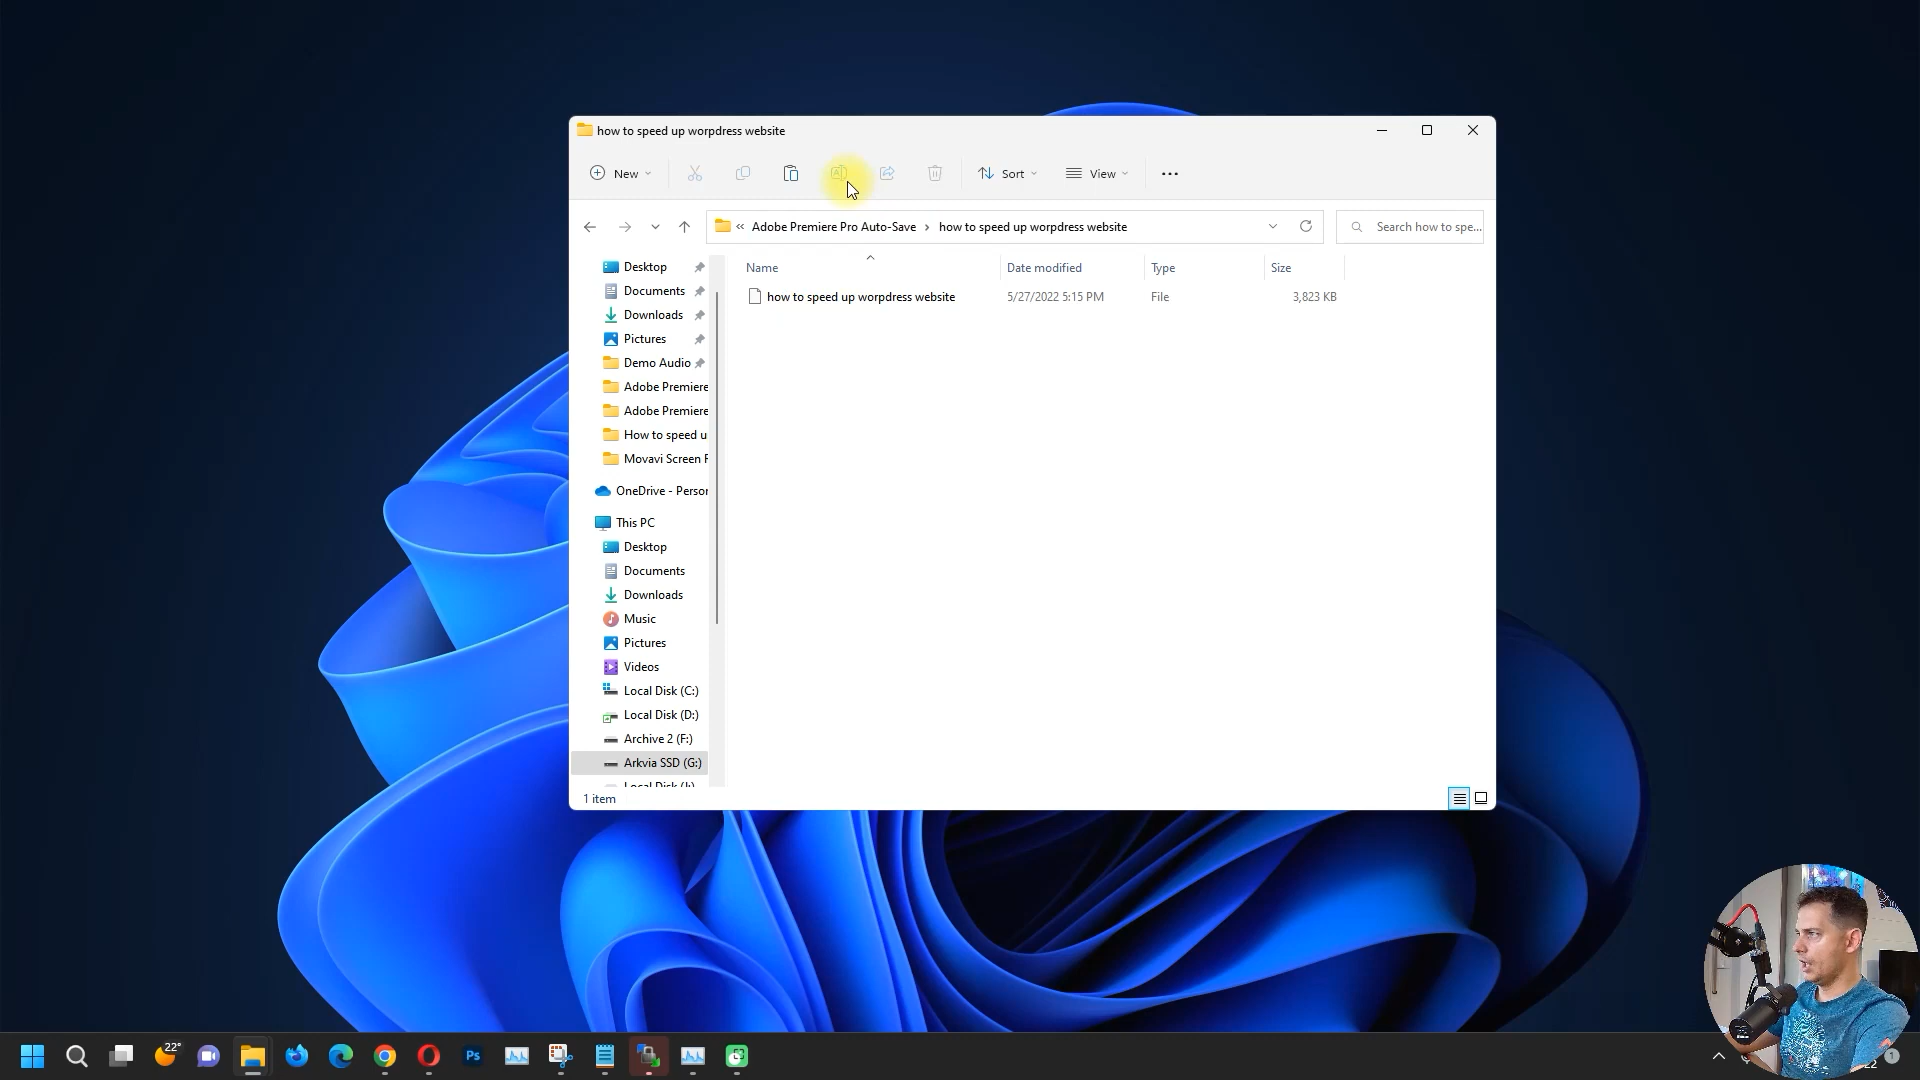 how to speed up worpdress website
New
Sort
View
Adobe Premiere Pro Auto-Save
how to speed up worpdress website
Search how to spe...
Desktop
Documents
Downloads
Pictures
Demo Audio
Adobe Premiere
Adobe Premiere
How to speed u
Movavi Screen R
OneDrive - Person
This PC
Desktop
Documents
Downloads
Music
Pictures
Videos
Local Disk (C:)
Local Disk (D:)
Archive 2 (F:)
Arkvia SSD (G:)
Name
Date modified
Type
Size
how to speed up worpdress website
5/27/2022 5:15 PM
File
3,823 KB
1 item
22°
Ps
1